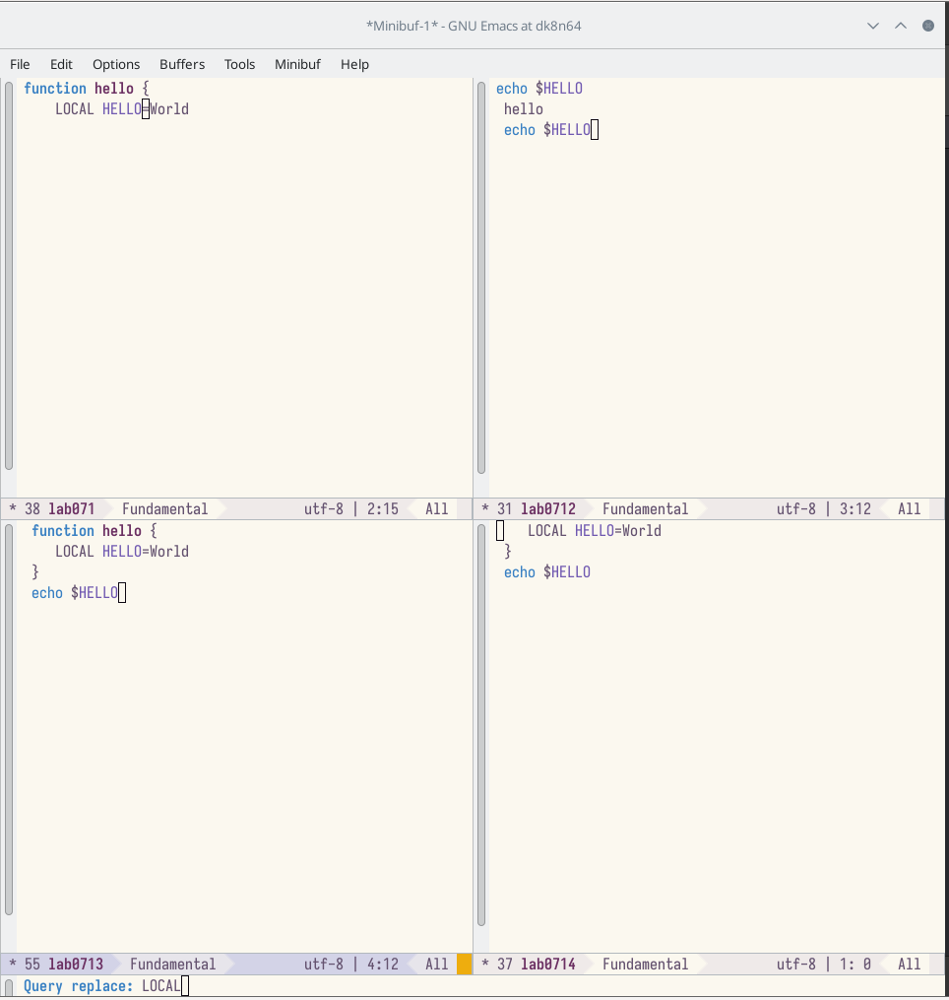 *Minibuf-1* - GNU Emacs at dk8n64
File Edit Options Buffers Tools Minibuf Help
function hello {
    LOCAL HELLO=World
* 38 lab071 Fundamental utf-8 | 2:15 All
echo $HELLO
 hello
 echo $HELLO
* 31 lab0712 Fundamental utf-8 | 3:12 All
 function hello {
    LOCAL HELLO=World
 }
 echo $HELLO
* 55 lab0713 Fundamental utf-8 | 4:12 All
    LOCAL HELLO=World
 }
 echo $HELLO
* 37 lab0714 Fundamental utf-8 | 1: 0 All
Query replace: LOCAL